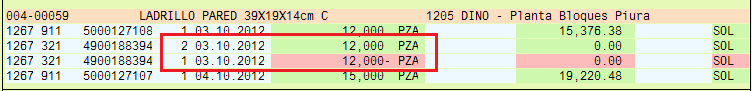 004-00059 LADRILLO PARED 39X19X14cm C 1205 DINO - Planta Bloques Piura
1267 911 5000127108 1 03.10.2012 12,000 PZA 15,376.38 SOL
1267 321 4900188394 2 03.10.2012 12,000 PZA 0.00 SOL
1267 321 4900188394 1 03.10.2012 12,000- PZA 0.00 SOL
1267 911 5000127107 1 04.10.2012 15,000 PZA 19,220.48 SOL